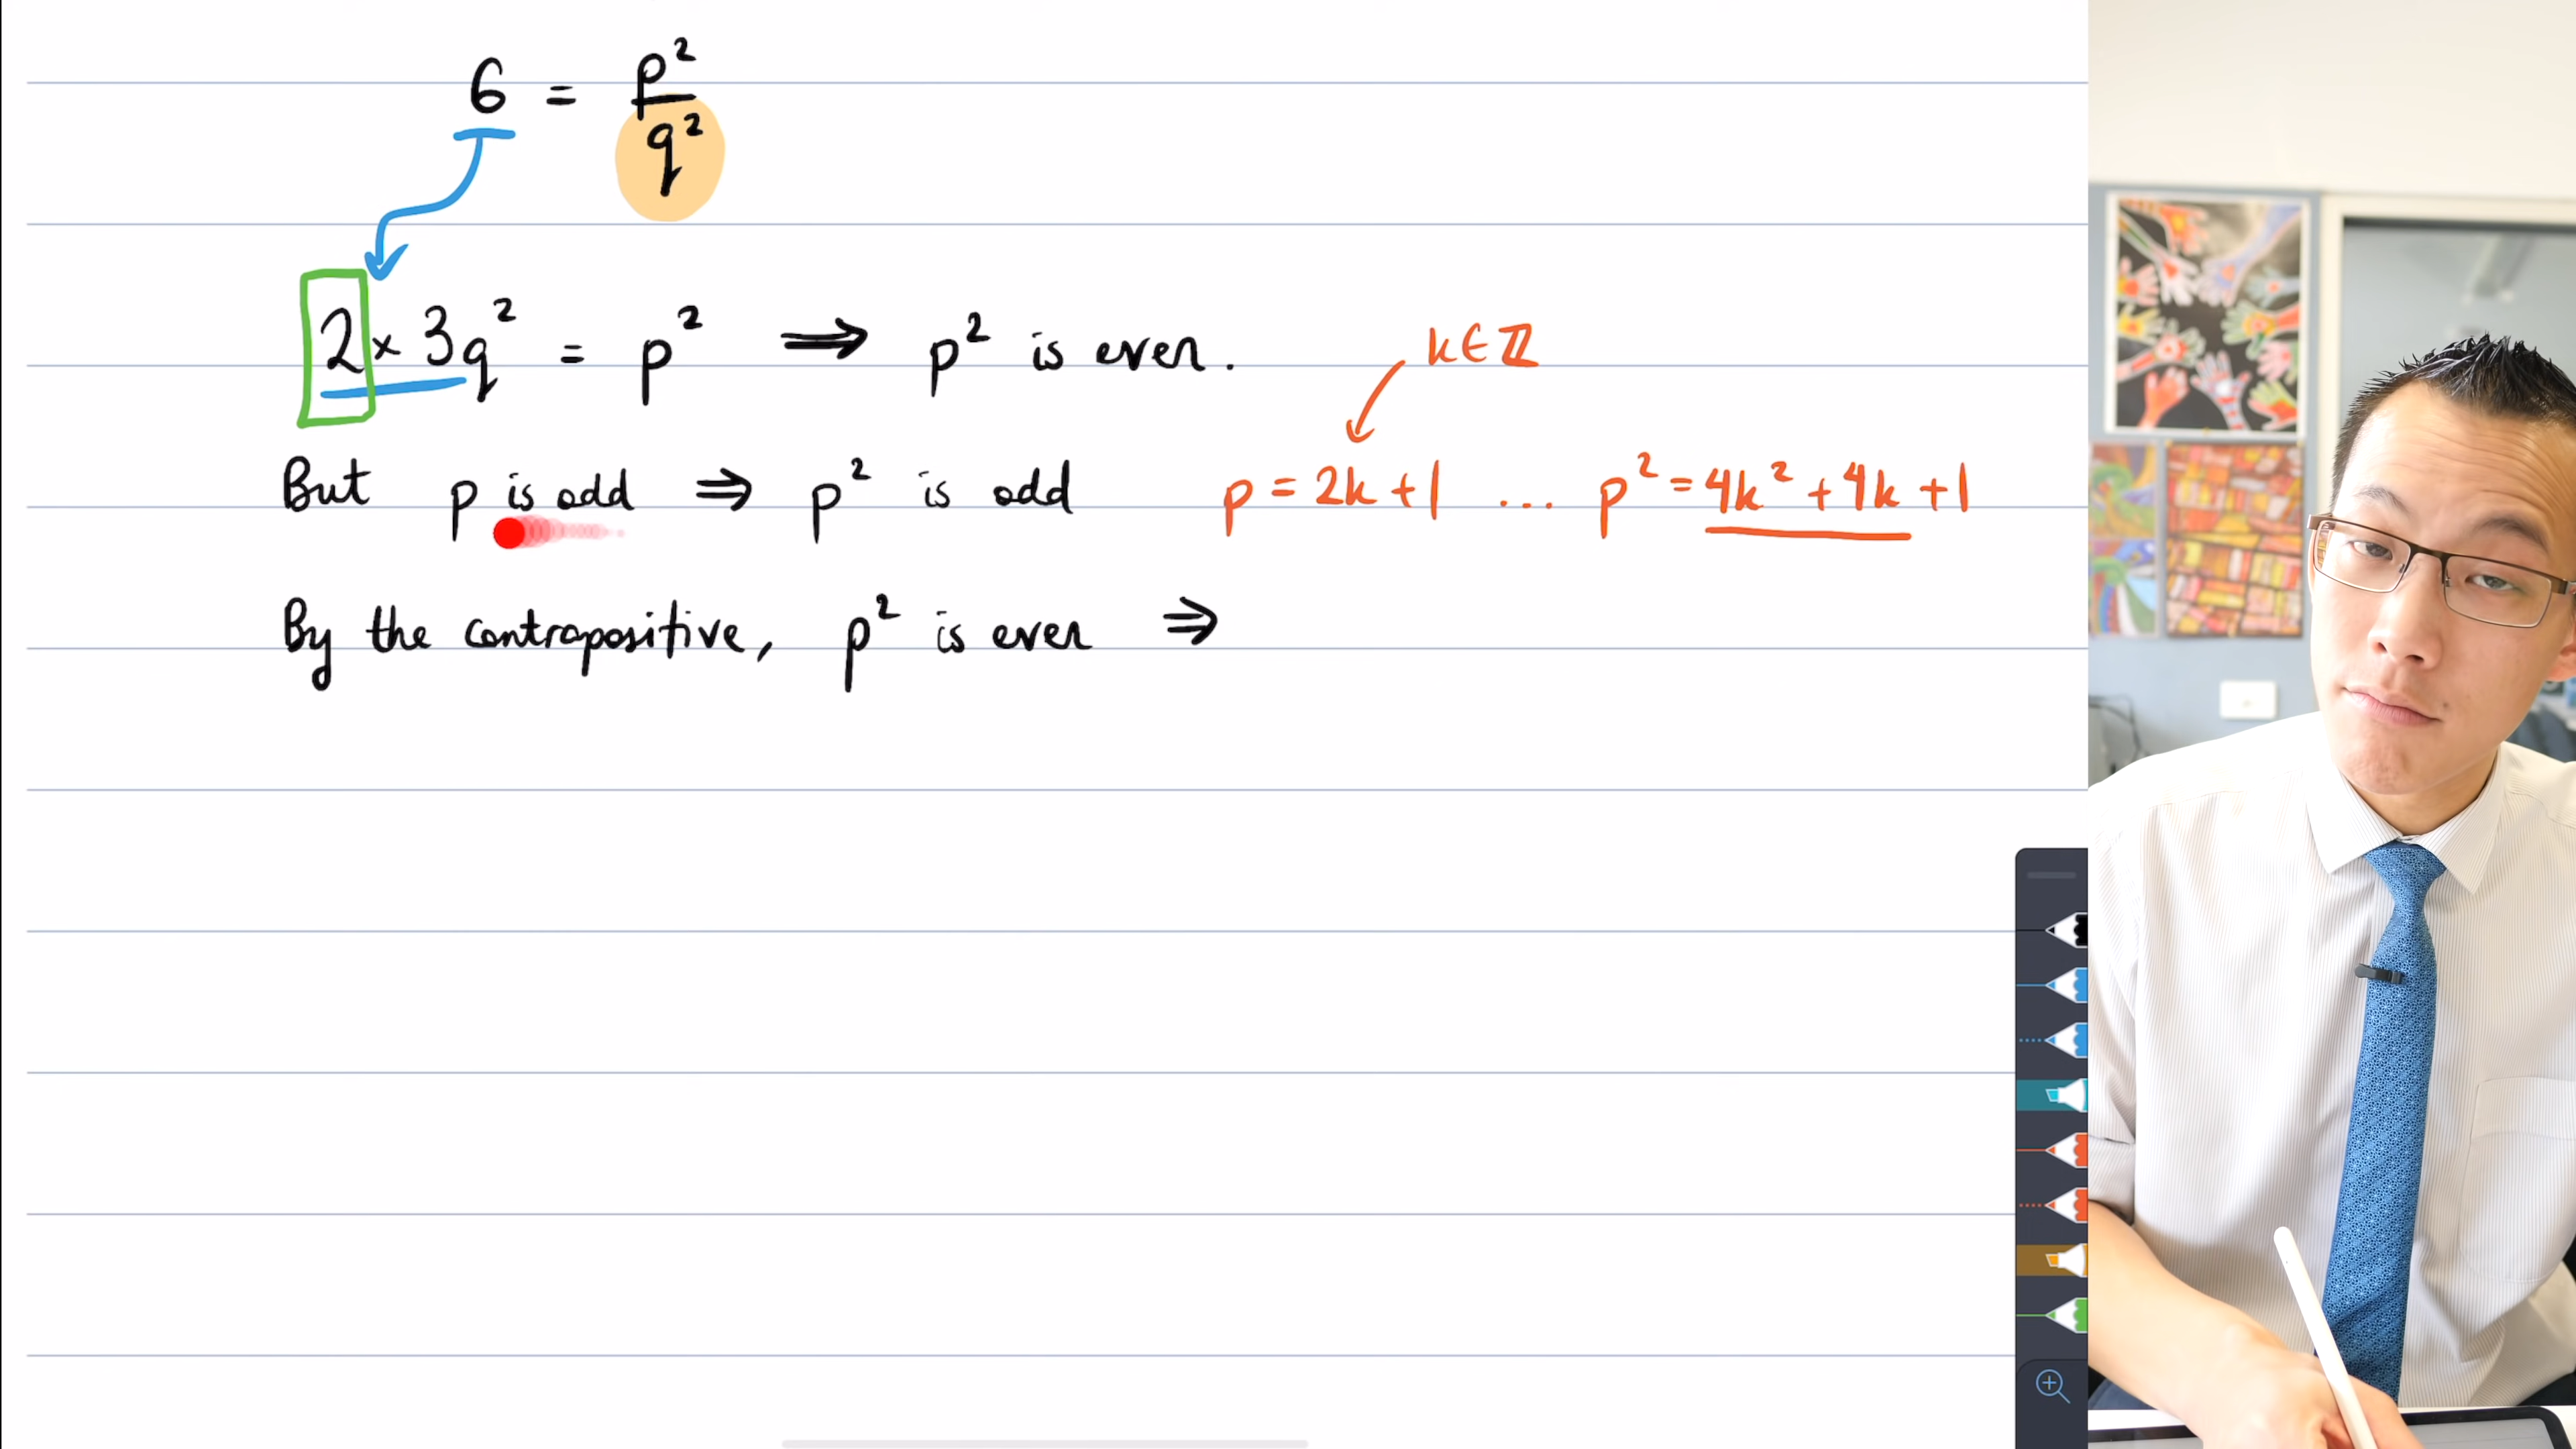 6 = p²/q²
2 × 3q² = p² ⇒ p² is even.
k ∈ ℤ
But p is odd ⇒ p² is odd p = 2k + 1 ... p² = 4k² + 4k + 1
By the contrapositive, p² is even ⇒